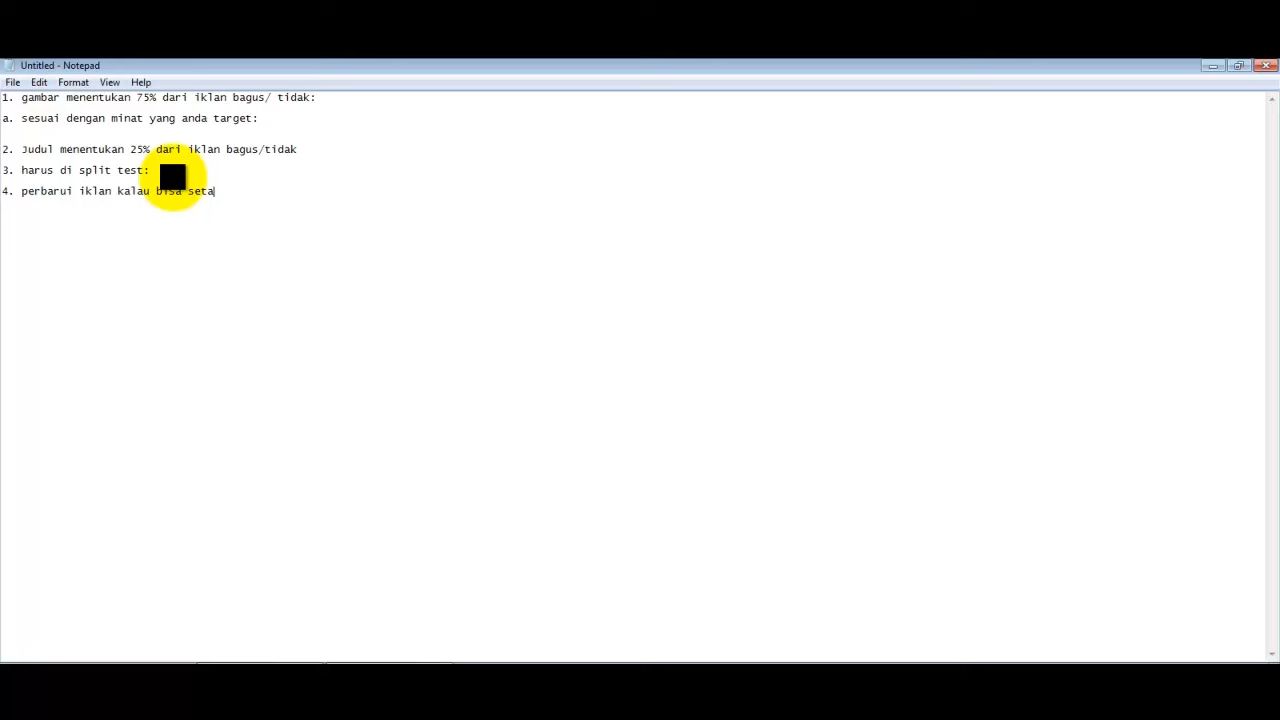 Untitled - Notepad
File Edit Format View Help
1. gambar menentukan 75% dari iklan bagus/ tidak:
a. sesuai dengan minat yang anda target:
2. Judul menentukan 25% dari iklan bagus/tidak
3. harus di split test:
4. perbarui iklan kalau bisa seta